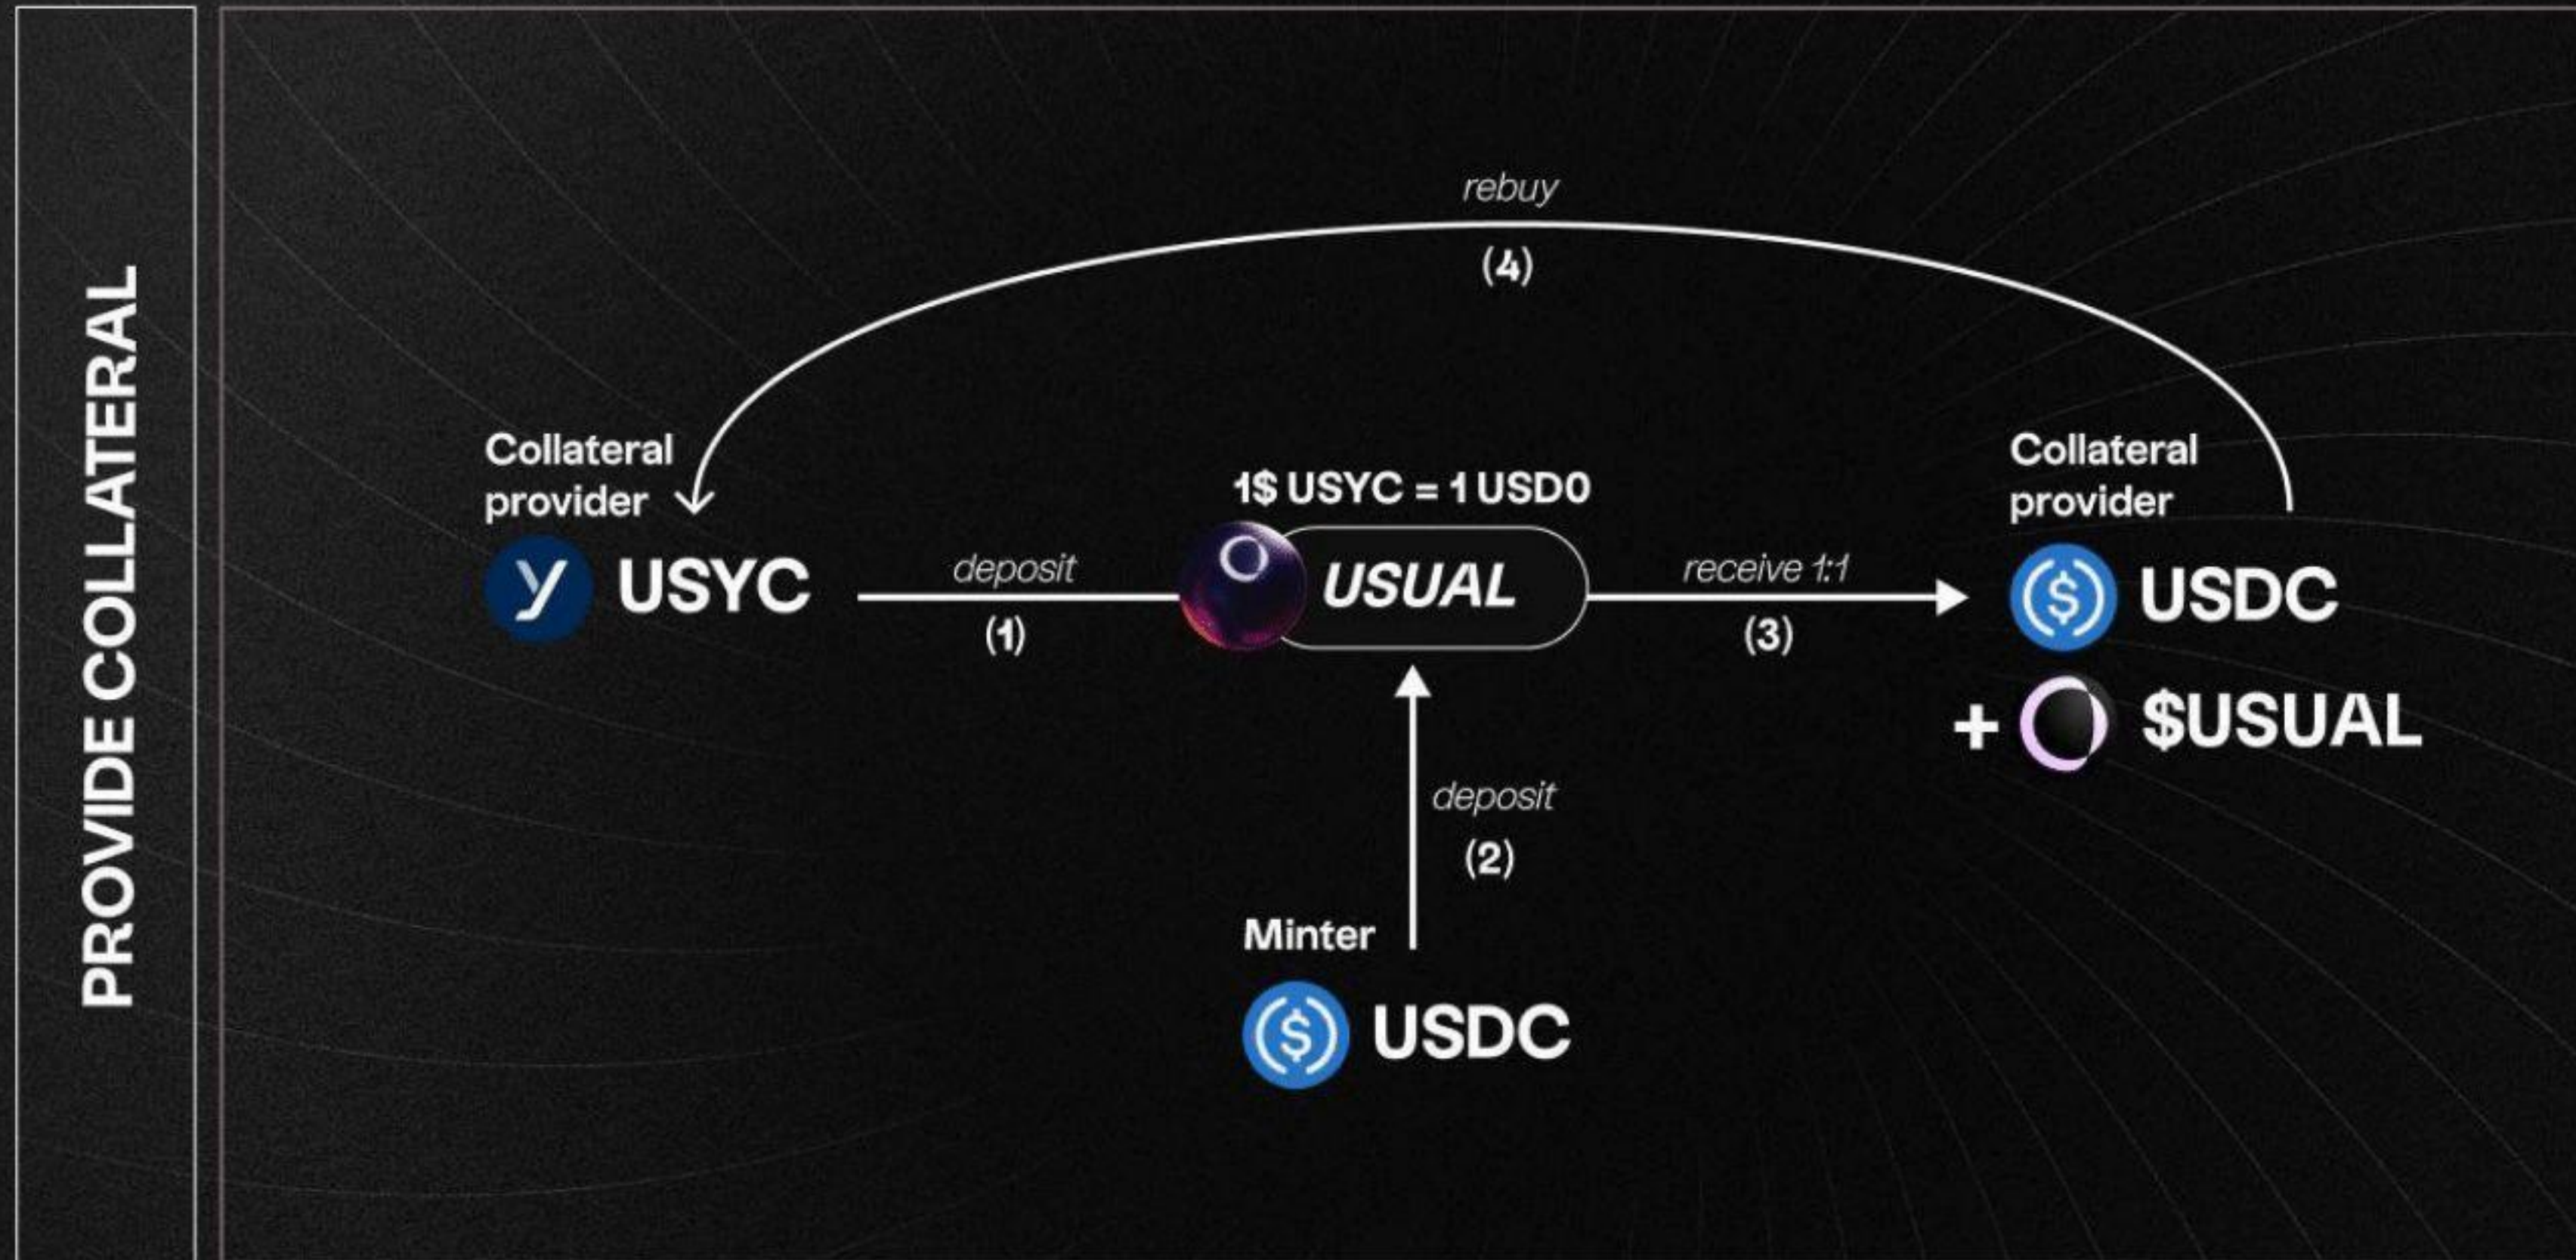 PROVIDE COLLATERAL
rebuy
(4)
Collateral
provider
USYC
deposit
(1)
1$ USYC = 1 USD0
USUAL
receive 1:1
(3)
Collateral
provider
USDC
+ $USUAL
deposit
(2)
Minter
USDC